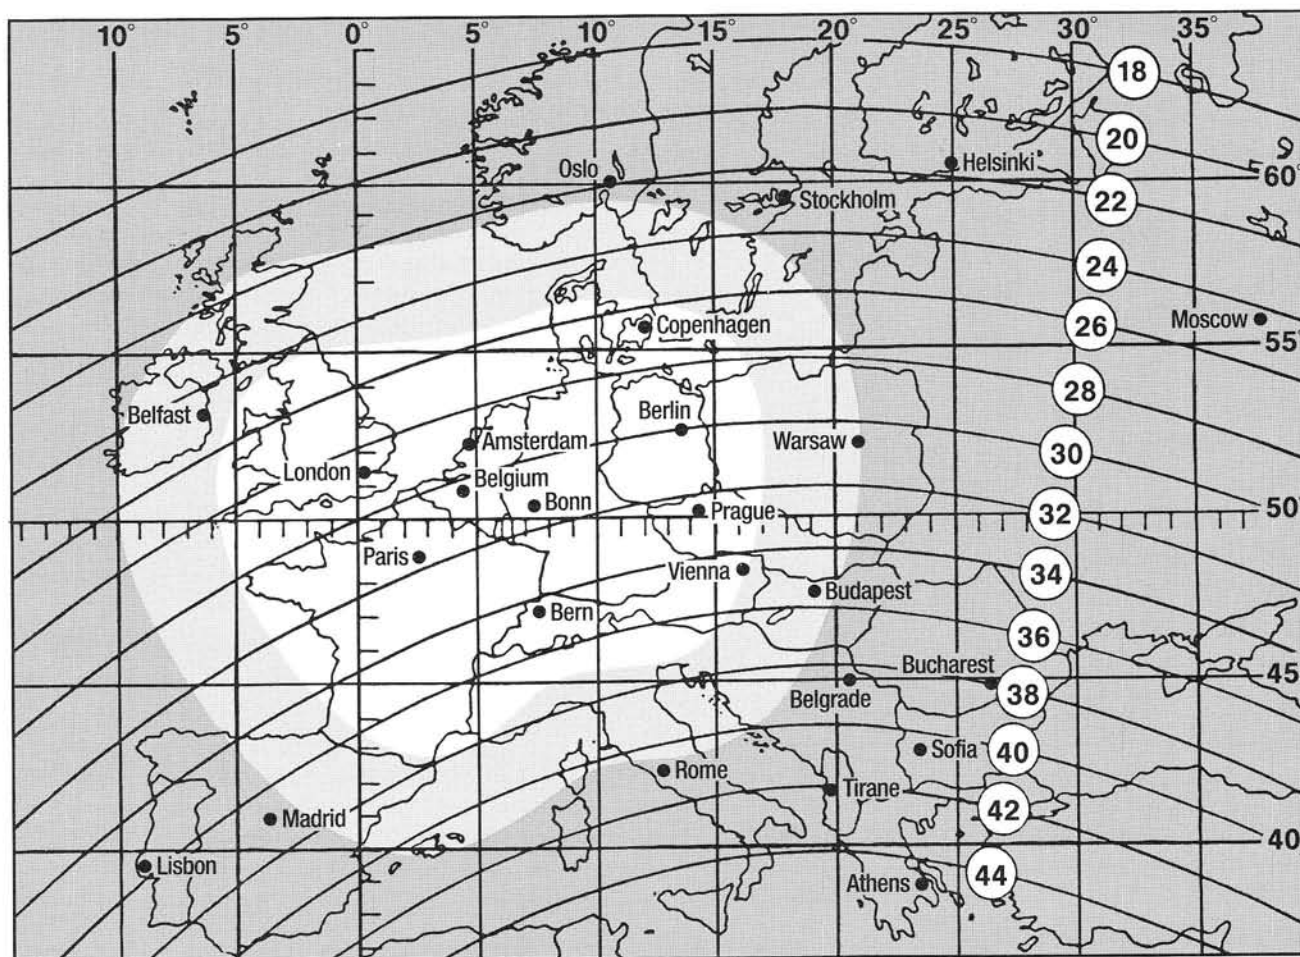 10° 5° 0° 5° 10° 15° 20° 25° 30° 35°
18
20
Oslo
Helsinki
60°
22
Stockholm
24
Copenhagen
26
Moscow
55°
28
Belfast
Berlin
Amsterdam
Warsaw
30
London
Belgium
Bonn
Prague
32
50°
Paris
Vienna
34
Bern
Budapest
36
Bucharest
45°
Belgrade
38
Sofia
40
Rome
Tirane
42
Madrid
40°
Lisbon
Athens
44